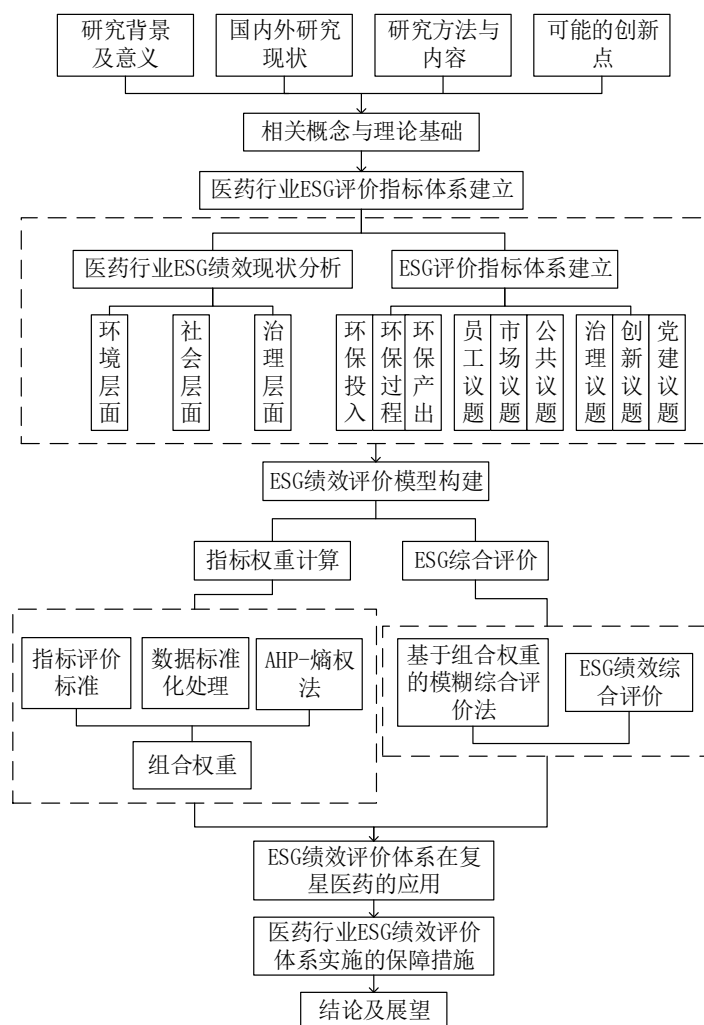 研究背景
及意义
国内外研究
现状
研究方法与
内容
可能的创新
点
相关概念与理论基础
医药行业ESG评价指标体系建立
医药行业ESG绩效现状分析
ESG评价指标体系建立
环境层面
社会层面
治理层面
环保投入
环保过程
环保产出
员工议题
市场议题
公共议题
治理议题
创新议题
党建议题
ESG绩效评价模型构建
指标权重计算
ESG综合评价
指标评价
标准
数据标准
化处理
AHP-熵权
法
组合权重
基于组合权重
的模糊综合评
价法
ESG绩效综
合评价
ESG绩效评价体系在复
星医药的应用
医药行业ESG绩效评价
体系实施的保障措施
结论及展望